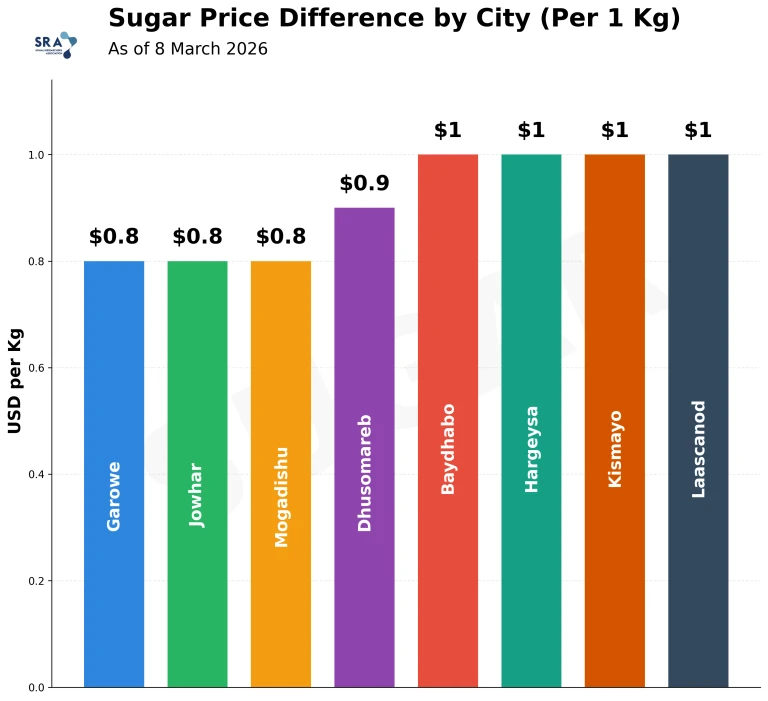 Sugar Price Difference by City (Per 1 Kg)
SRA
As of 8 March 2026
$1 $1 $1 $1
1.0
$0.9
$0.8 $0.8 $0.8
0.8
USD per Kg
0.6
0.4
0.2
0.0
Garowe
Jowhar
Mogadishu
Dhusomareb
Baydhabo
Hargeysa
Kismayo
Laascanod
SUGAR